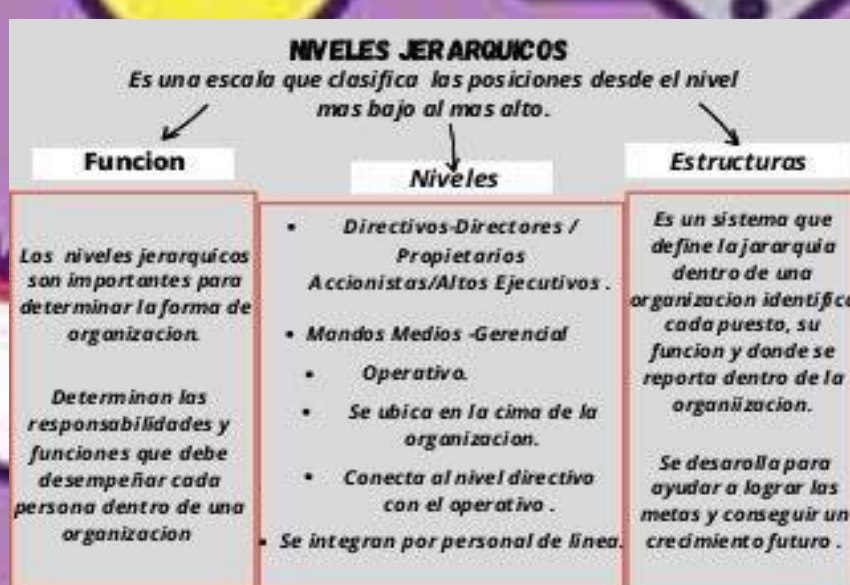 NIVELES JERARQUICOS
Es una escala que clasifica las posiciones desde el nivel
mas bajo al mas alto.
Funcion
Los niveles jerarquicos
son importantes para
determinar la forma de
organizacion.
Determinan las
responsabilidades y
funciones que debe
desempeñar cada
persona dentro de una
organizacion
Niveles
• Directivos-Directores /
Propietarios
Accionistas/Altos Ejecutivos .
• Mandos Medios -Gerencial
• Operativo.
• Se ubica en la cima de la
organizacion.
• Conecta al nivel directivo
con el operativo .
• Se integran por personal de linea.
Estructuras
Es un sistema que
define la jararquia
dentro de una
organizacion identifica
cada puesto, su
funcion y donde se
reporta dentro de la
organiizacion.
Se desarolla para
ayudar a lograr las
metas y conseguir un
crecimiento futuro .